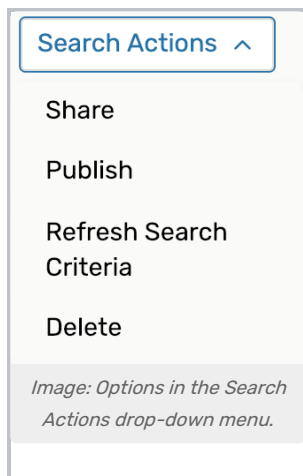 Search Actions
Share
Publish
Refresh Search
Criteria
Delete
Image: Options in the Search
Actions drop-down menu.